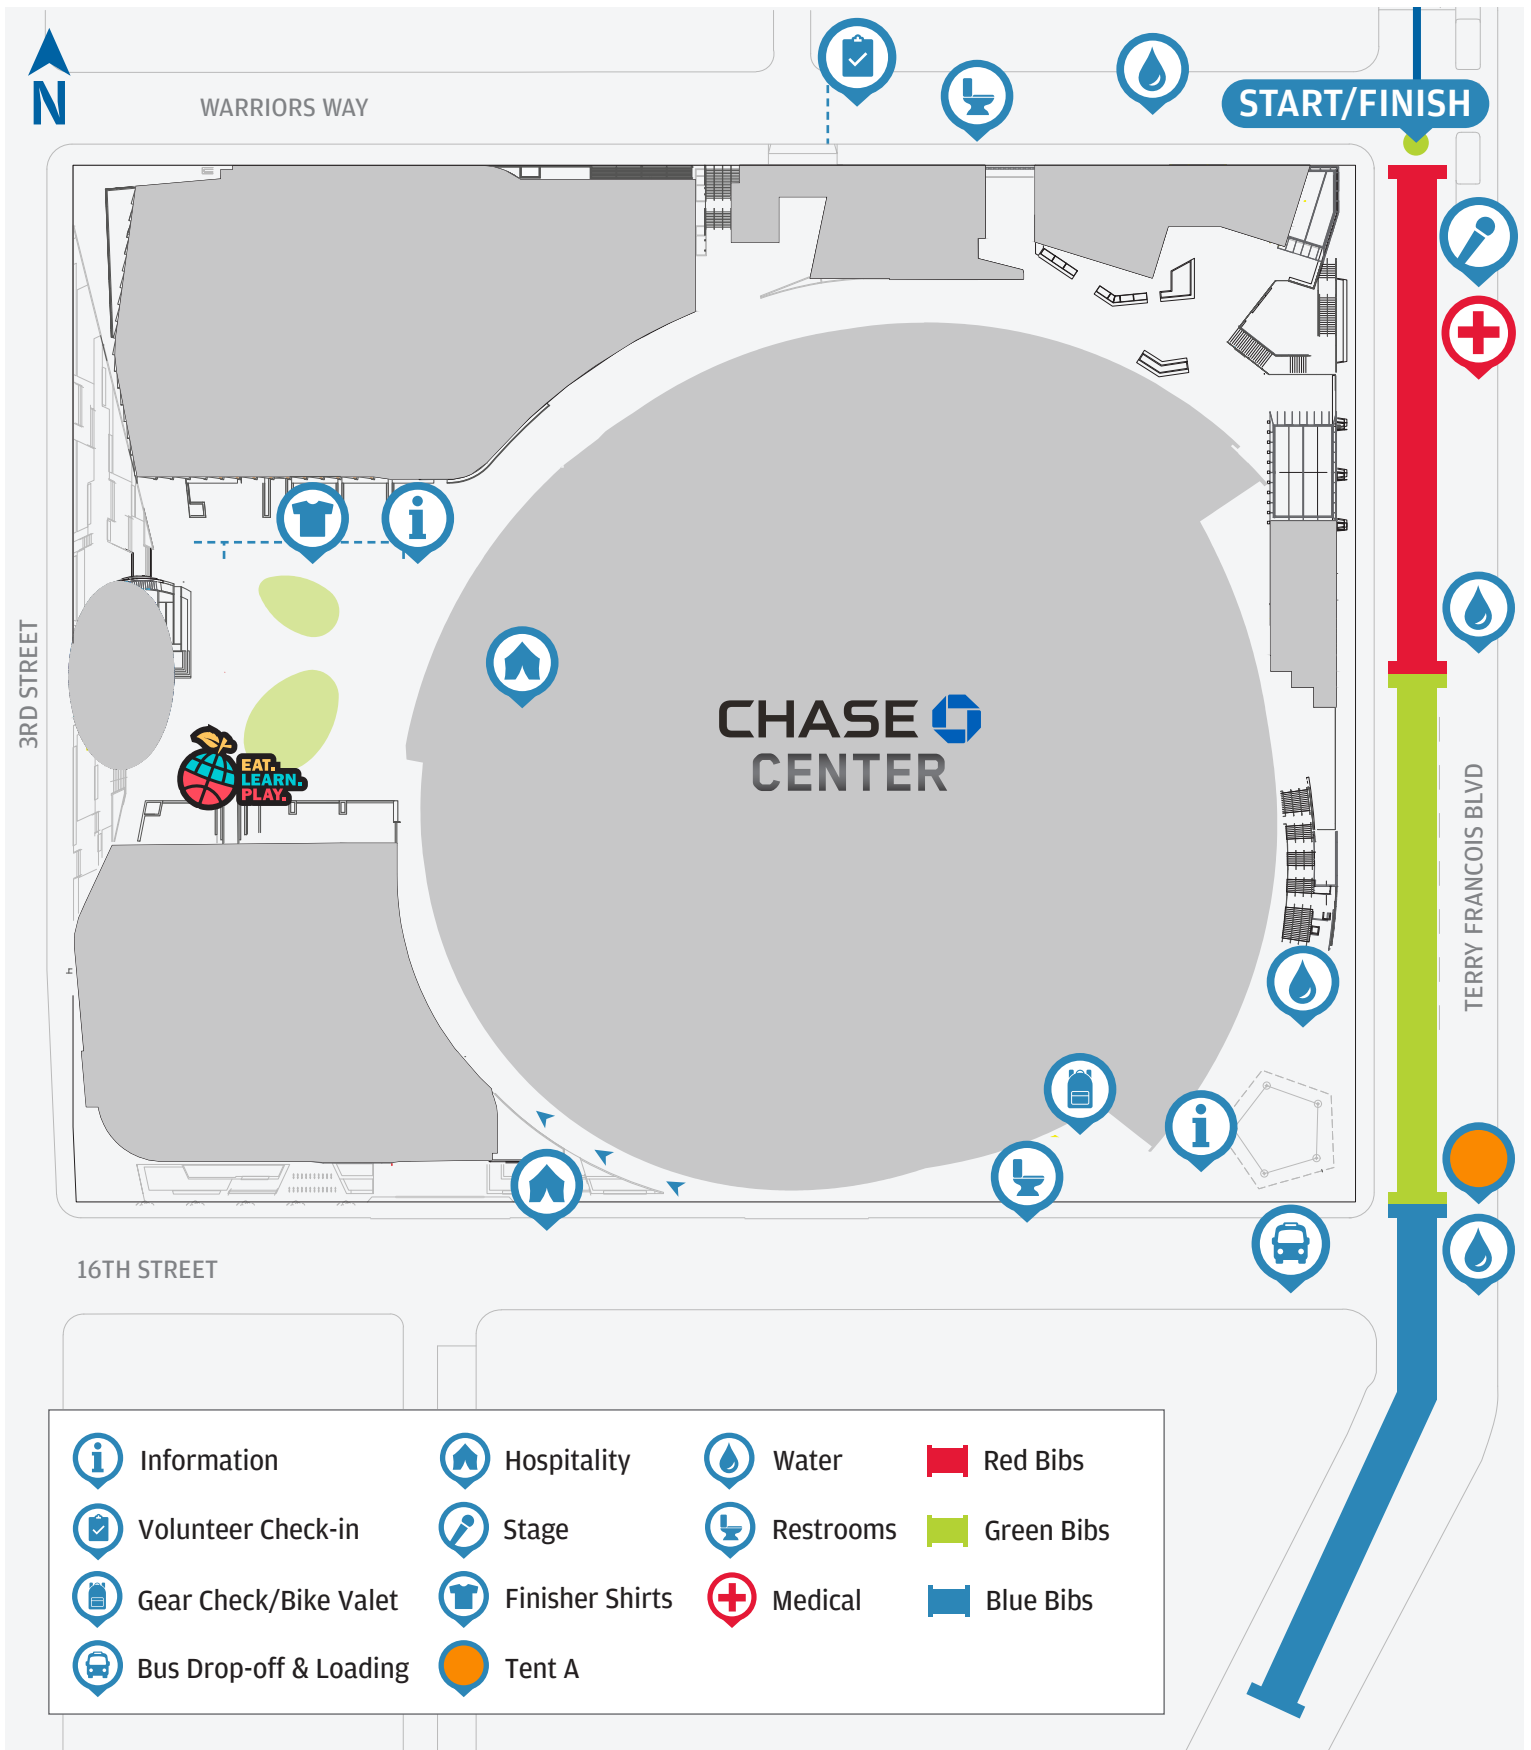 N
WARRIORS WAY
START/FINISH
3RD STREET
CHASE
CENTER
EAT.
LEARN.
PLAY.
TERRY FRANCOIS BLVD
16TH STREET
Information
Hospitality
Water
Red Bibs
Volunteer Check-in
Stage
Restrooms
Green Bibs
Gear Check/Bike Valet
Finisher Shirts
Medical
Blue Bibs
Bus Drop-off & Loading
Tent A